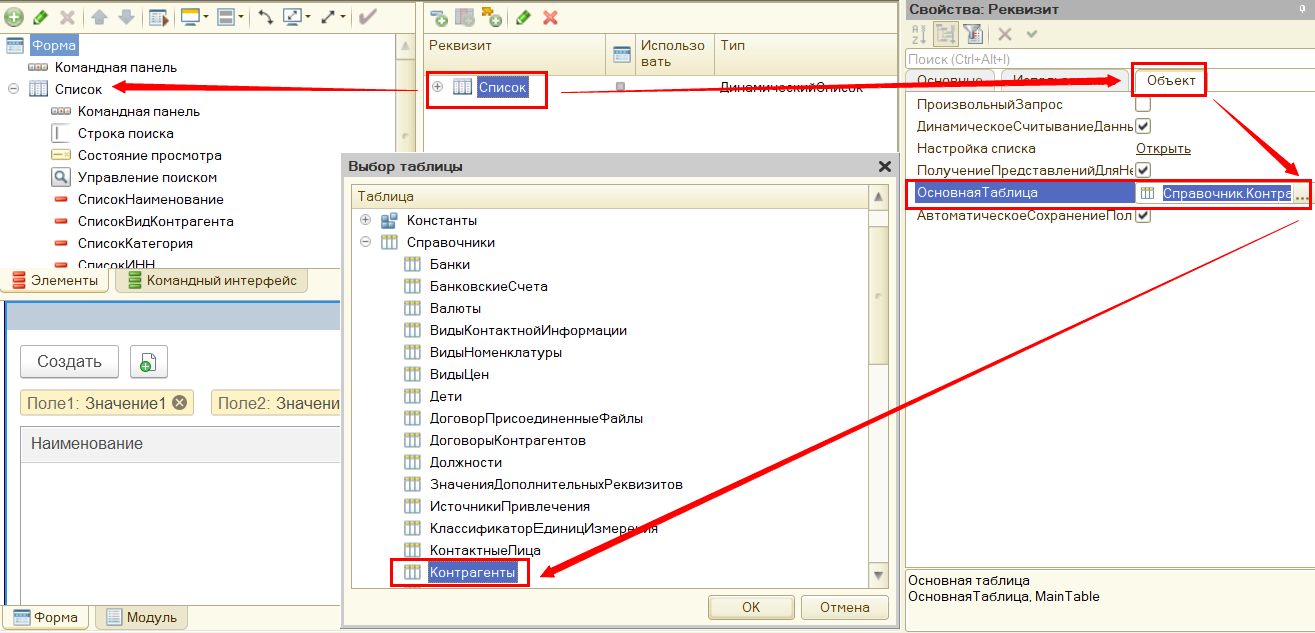 Форма
Командная панель
Список
Командная панель
Строка поиска
Состояние просмотра
Управление поиском
СписокНаименование
СписокВидКонтрагента
СписокКатегория
СписокИНН
Элементы
Командный интерфейс
Создать
Поле1: Значение1
Поле2: Значени
Наименование
Форма
Модуль
Реквизит
Использо
вать
Тип
Список
ДинамическийСписок
Выбор таблицы
Таблица
Константы
Справочники
Банки
БанковскиеСчета
Валюты
ВидыКонтактнойИнформации
ВидыНоменклатуры
ВидыЦен
Дети
ДоговорПрисоединенныеФайлы
ДоговорыКонтрагентов
Должности
ЗначенияДополнительныхРеквизитов
ИсточникиПривлечения
КлассификаторЕдиницИзмерения
КонтактныеЛица
Контрагенты
OK
Отмена
Свойства: Реквизит
Поиск (Ctrl+Alt+I)
Основные
Объект
ПроизвольныйЗапрос
ДинамическоеСчитываниеДаннь
Настройка списка
Открыть
ПолучениеПредставленийДляНе
ОсновнаяТаблица
Справочник.Контра
...
АвтоматическоеСохранениеПол
Основная таблица
ОсновнаяТаблица, MainTable